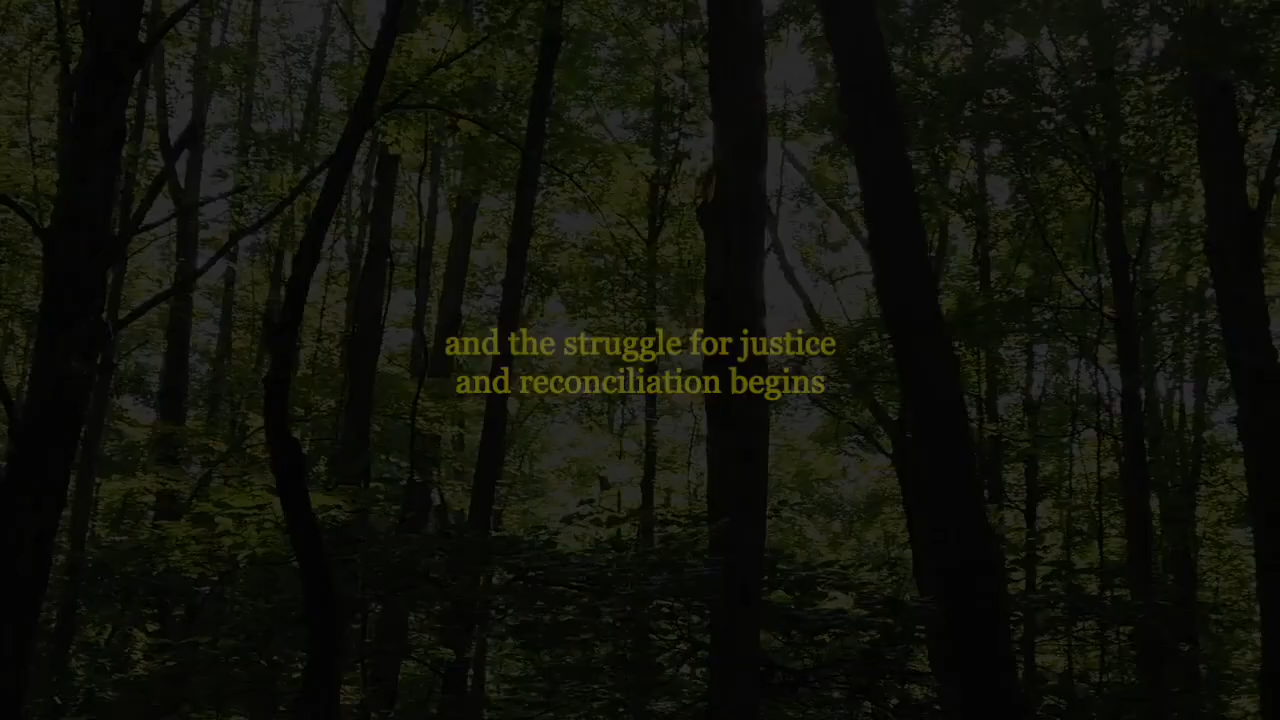 and the struggle for justice
and reconciliation begins